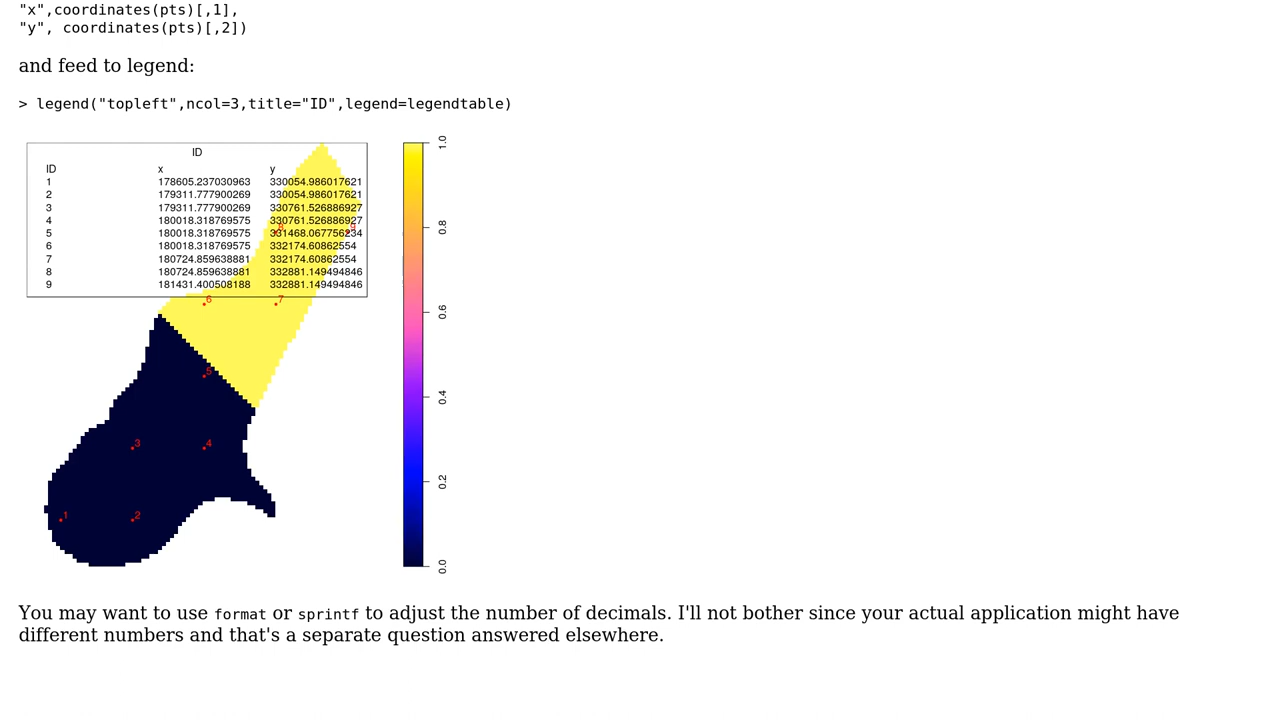 "x",coordinates(pts)[,1],
"y", coordinates(pts)[,2])
and feed to legend:
> legend("topleft",ncol=3,title="ID",legend=legendtable)
ID
ID x y
1 178605.237030963 330054.986017621
2 179311.777900269 330054.986017621
3 179311.777900269 330761.526886927
4 180018.318769575 330761.526886927
5 180018.318769575 331468.067756234
6 180018.318769575 332174.60862554
7 180724.859638881 332174.60862554
8 180724.859638881 332881.149494846
9 181431.400508188 332881.149494846
8 9
6 7
5
3 4
1 2
1.0
0.8
0.6
0.4
0.2
0.0
You may want to use format or sprintf to adjust the number of decimals. I'll not bother since your actual application might have
different numbers and that's a separate question answered elsewhere.